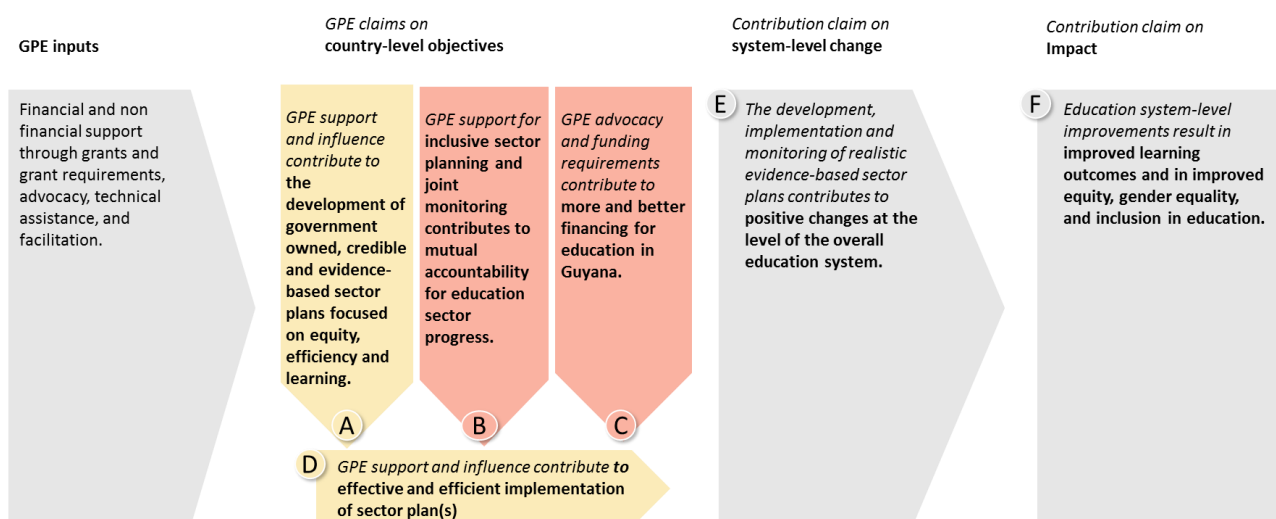 GPE inputs
GPE claims on
country-level objectives
Contribution claim on
system-level change
Contribution claim on
Impact
Financial and non
financial support
through grants and
grant requirements,
advocacy, technical
assistance, and
facilitation.
GPE support
and influence
contribute to
the
development of
government
owned, credible
and evidence-
based sector
plans focused
on equity,
efficiency and
learning.
A
GPE support for
inclusive sector
planning and
joint
monitoring
contributes to
mutual
accountability
for education
sector
progress.
B
GPE advocacy
and funding
requirements
contribute to
more and better
financing for
education in
Guyana.
C
D
GPE support and influence contribute to
effective and efficient implementation
of sector plan(s)
E
The development,
implementation and
monitoring of realistic
evidence-based sector
plans contributes to
positive changes at the
level of the overall
education system.
F
Education system-level
improvements result in
improved learning
outcomes and in improved
equity, gender equality,
and inclusion in education.